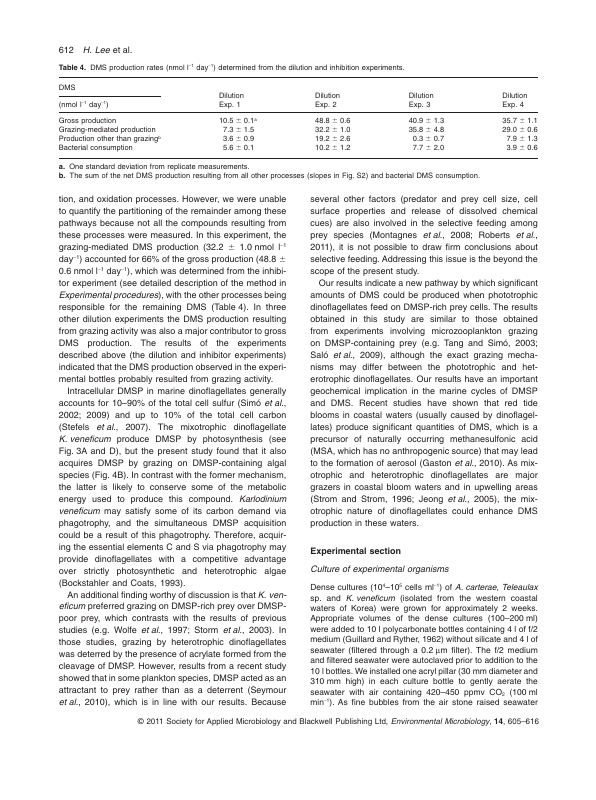 612 H. Lee et al.
Table 4. DMS production rates (nmol l⁻¹ day⁻¹) determined from the dilution and inhibition experiments.
DMS
(nmol l⁻¹ day⁻¹) Dilution Exp. 1 Dilution Exp. 2 Dilution Exp. 3 Dilution Exp. 4
Gross production 10.5 ± 0.1ᵃ 48.8 ± 0.6 40.9 ± 1.3 35.7 ± 1.1
Grazing-mediated production 7.3 ± 1.5 32.2 ± 1.0 35.8 ± 4.8 29.0 ± 0.6
Production other than grazingᵇ 3.6 ± 0.9 19.2 ± 2.6 0.3 ± 0.7 7.9 ± 1.3
Bacterial consumption 5.6 ± 0.1 10.2 ± 1.2 7.7 ± 2.0 3.9 ± 0.6
a. One standard deviation from replicate measurements.
b. The sum of the net DMS production resulting from all other processes (slopes in Fig. S2) and bacterial DMS consumption.
tion, and oxidation processes. However, we were unable
to quantify the partitioning of the remainder among these
pathways because not all the compounds resulting from
these processes were measured. In this experiment, the
grazing-mediated DMS production (32.2 ± 1.0 nmol l⁻¹
day⁻¹) accounted for 66% of the gross production (48.8 ±
0.6 nmol l⁻¹ day⁻¹), which was determined from the inhibi-
tor experiment (see detailed description of the method in
Experimental procedures), with the other processes being
responsible for the remaining DMS (Table 4). In three
other dilution experiments the DMS production resulting
from grazing activity was also a major contributor to gross
DMS production. The results of the experiments
described above (the dilution and inhibitor experiments)
indicated that the DMS production observed in the experi-
mental bottles probably resulted from grazing activity.
Intracellular DMSP in marine dinoflagellates generally
accounts for 10–90% of the total cell sulfur (Simó et al.,
2002; 2009) and up to 10% of the total cell carbon
(Stefels et al., 2007). The mixotrophic dinoflagellate
K. veneficum produce DMSP by photosynthesis (see
Fig. 3A and D), but the present study found that it also
acquires DMSP by grazing on DMSP-containing algal
species (Fig. 4B). In contrast with the former mechanism,
the latter is likely to conserve some of the metabolic
energy used to produce this compound. Karlodinium
veneficum may satisfy some of its carbon demand via
phagotrophy, and the simultaneous DMSP acquisition
could be a result of this phagotrophy. Therefore, acquir-
ing the essential elements C and S via phagotrophy may
provide dinoflagellates with a competitive advantage
over strictly photosynthetic and heterotrophic algae
(Bockstahler and Coats, 1993).
An additional finding worthy of discussion is that K. ven-
eficum preferred grazing on DMSP-rich prey over DMSP-
poor prey, which contrasts with the results of previous
studies (e.g. Wolfe et al., 1997; Storm et al., 2003). In
those studies, grazing by heterotrophic dinoflagellates
was deterred by the presence of acrylate formed from the
cleavage of DMSP. However, results from a recent study
showed that in some plankton species, DMSP acted as an
attractant to prey rather than as a deterrent (Seymour
et al., 2010), which is in line with our results. Because
several other factors (predator and prey cell size, cell
surface properties and release of dissolved chemical
cues) are also involved in the selective feeding among
prey species (Montagnes et al., 2008; Roberts et al.,
2011), it is not possible to draw firm conclusions about
selective feeding. Addressing this issue is the beyond the
scope of the present study.
Our results indicate a new pathway by which significant
amounts of DMS could be produced when phototrophic
dinoflagellates feed on DMSP-rich prey cells. The results
obtained in this study are similar to those obtained
from experiments involving microzooplankton grazing
on DMSP-containing prey (e.g. Tang and Simó, 2003;
Saló et al., 2009), although the exact grazing mecha-
nisms may differ between the phototrophic and het-
erotrophic dinoflagellates. Our results have an important
geochemical implication in the marine cycles of DMSP
and DMS. Recent studies have shown that red tide
blooms in coastal waters (usually caused by dinoflagel-
lates) produce significant quantities of DMS, which is a
precursor of naturally occurring methanesulfonic acid
(MSA, which has no anthropogenic source) that may lead
to the formation of aerosol (Gaston et al., 2010). As mix-
otrophic and heterotrophic dinoflagellates are major
grazers in coastal bloom waters and in upwelling areas
(Strom and Strom, 1996; Jeong et al., 2005), the mix-
otrophic nature of dinoflagellates could enhance DMS
production in these waters.
Experimental section
Culture of experimental organisms
Dense cultures (10⁴–10⁵ cells ml⁻¹) of A. carterae, Teleaulax
sp. and K. veneficum (isolated from the western coastal
waters of Korea) were grown for approximately 2 weeks.
Appropriate volumes of the dense cultures (100–200 ml)
were added to 10 l polycarbonate bottles containing 4 l of f/2
medium (Guillard and Ryther, 1962) without silicate and 4 l of
seawater (filtered through a 0.2 μm filter). The f/2 medium
and filtered seawater were autoclaved prior to addition to the
10 l bottles. We installed one acryl pillar (30 mm diameter and
310 mm high) in each culture bottle to gently aerate the
seawater with air containing 420–450 ppmv CO₂ (100 ml
min⁻¹). As fine bubbles from the air stone raised seawater
© 2011 Society for Applied Microbiology and Blackwell Publishing Ltd, Environmental Microbiology, 14, 605–616